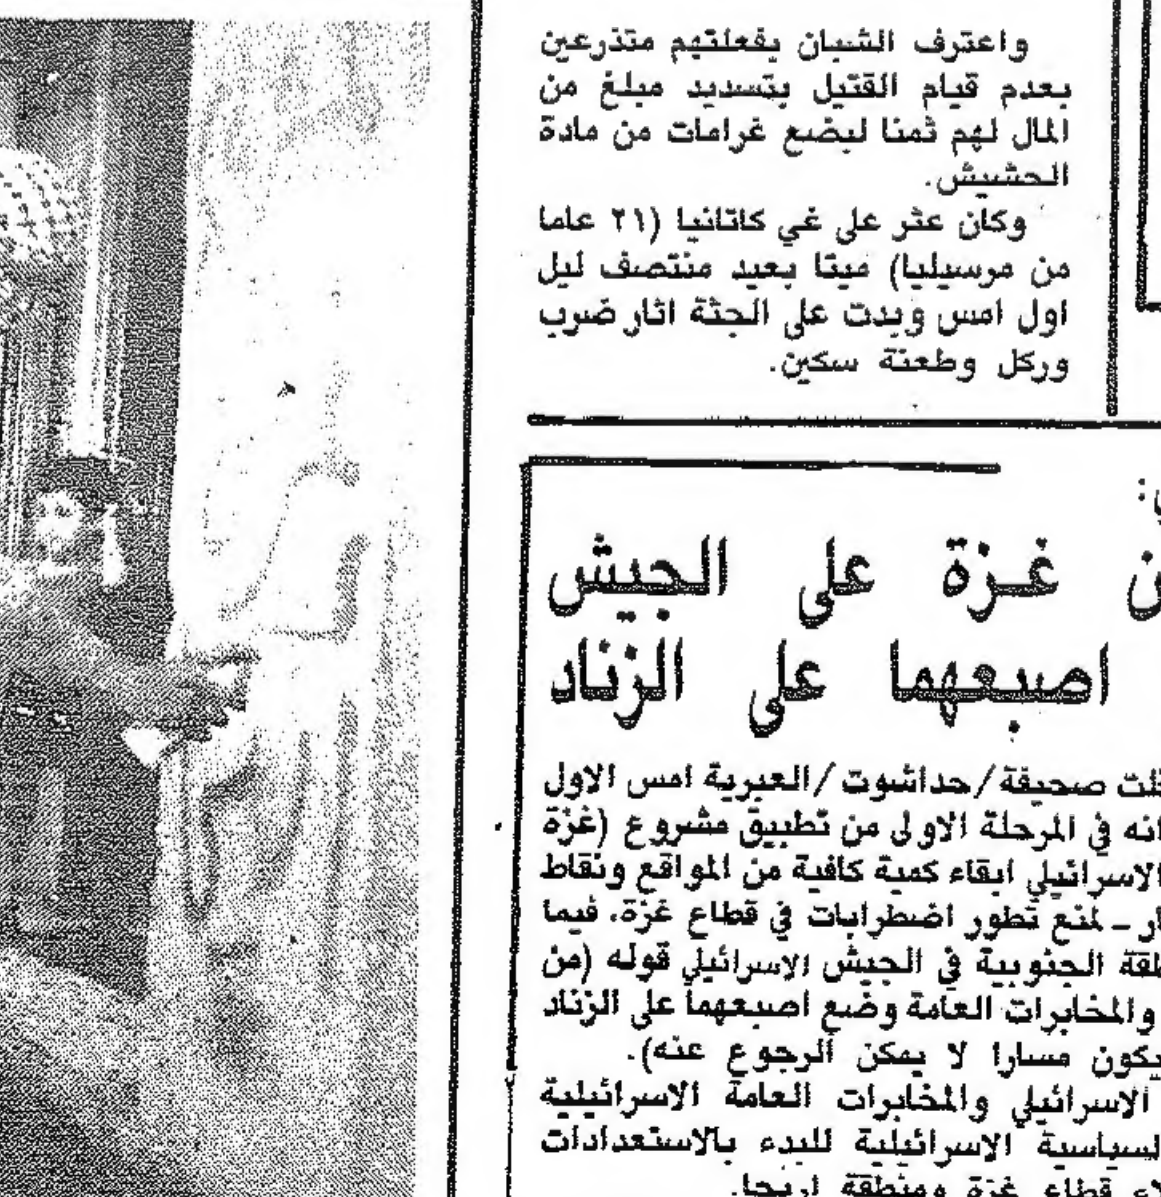 واعترف الشبان بفعلتهم متذرعين
بعدم قيام القتيل بتسديد مبلغ من
المال لهم ثمنا لبضع غرامات من مادة
الحشيش.
وكان عثر على غي كاتانيا (٢١ عاما
من مرسيليا) ميتا بعيد منتصف ليل
اول امس وبدت على الجثة اثار ضرب
وركل وطعنة سكين.
غزة على الجيش
اصبعهما على الزناد
صحيفة /حداشوت /العبرية امس الاول
انه في المرحلة الاولى من تطبيق مشروع (غزة
الاسرائيلي ابقاء كمية كافية من المواقع ونقاط
ـ لمنع تطور اضطرابات في قطاع غزة، فيما
الجنوبية في الجيش الاسرائيلي قوله (من
والمخابرات العامة وضع اصبعهما على الزناد
يكون مسارا لا يمكن الرجوع عنه).
الاسرائيلي والمخابرات العامة الاسرائيلية
السياسية الاسرائيلية للبدء بالاستعدادات
قطاع غزة ومنطقة اريحا.